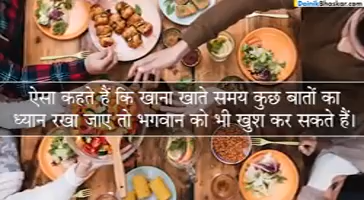 DainikBhaskar.com
ऐसा कहते हैं कि खाना खाते समय कुछ बातों का
ध्यान रखा जाए तो भगवान को भी खुश कर सकते हैं।